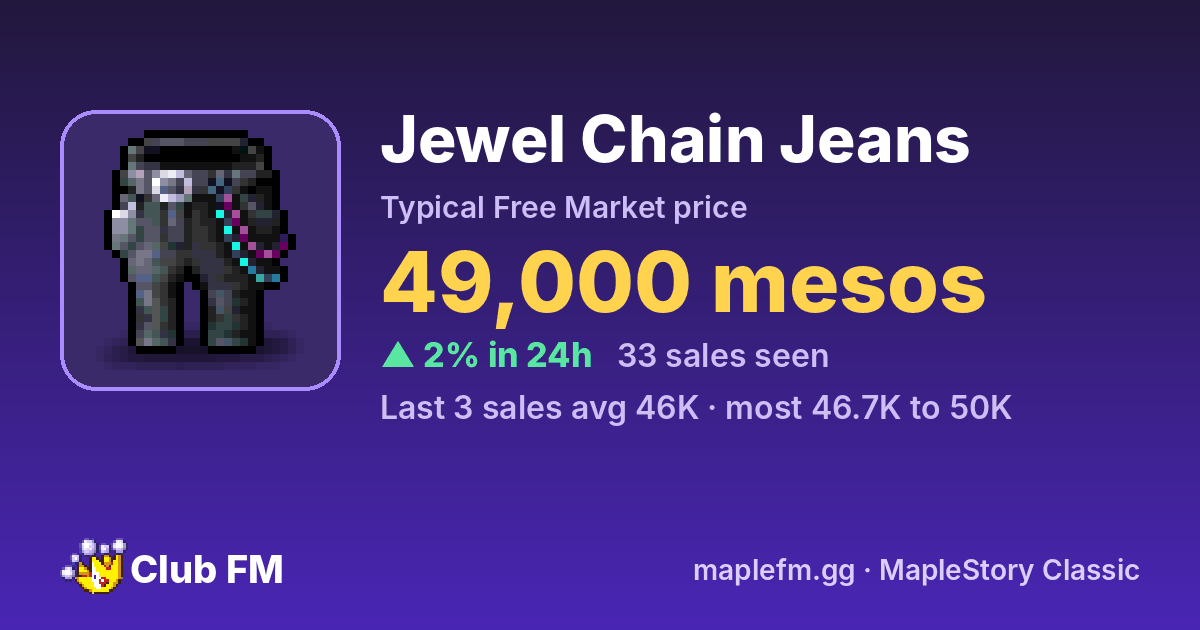 Jewel Chain Jeans
Typical Free Market price
49,000 mesos
▲ 2% in 24h 33 sales seen
Last 3 sales avg 46K · most 46.7K to 50K
Club FM
maplefm.gg · MapleStory Classic